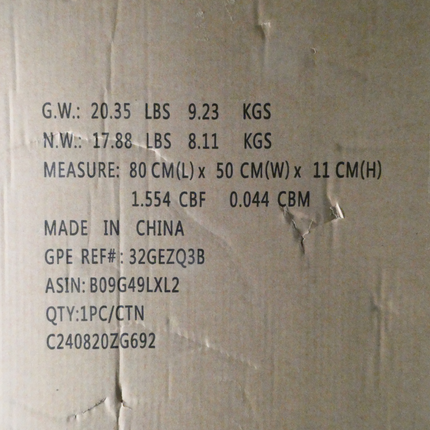 G.W.: 20.35 LBS 9.23 KGS
N.W.: 17.88 LBS 8.11 KGS
MEASURE: 80 CM(L) x 50 CM(W) x 11 CM(H)
1.554 CBF 0.044 CBM
MADE IN CHINA
GPE REF#: 32GEZQ3B
ASIN: B09G49LXL2
QTY:1PC/CTN
C240820ZG692